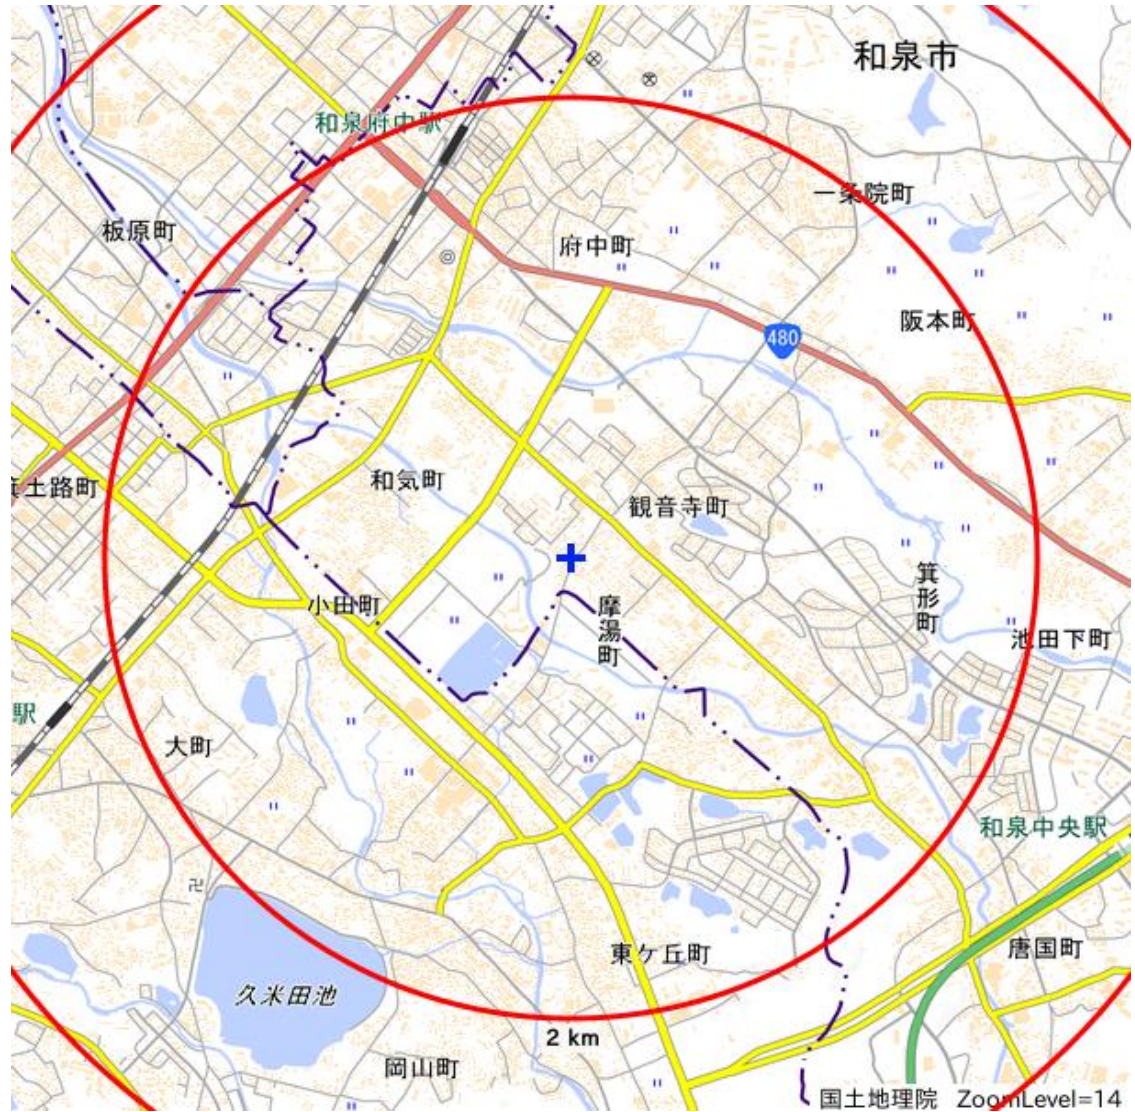 和泉市
和泉府中駅
一条院町
板原町
府中町
阪本町
480
和気町
箕土路町
観音寺町
箕形町
小田町
摩湯町
池田下町
駅
大町
和泉中央駅
東ケ丘町
唐国町
久米田池
2 km
岡山町
国土地理院 ZoomLevel=14